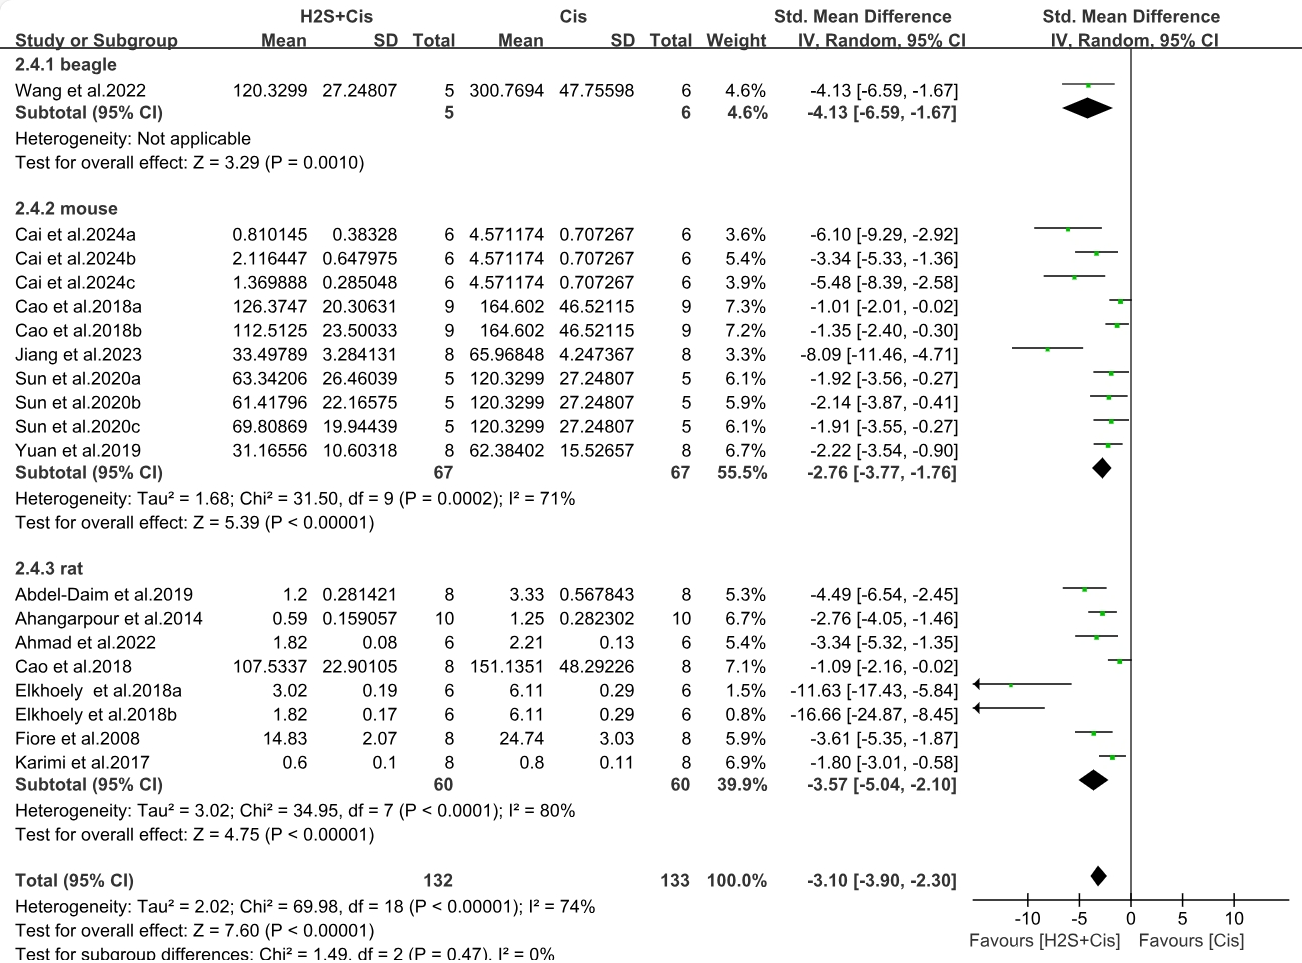 H2S+Cis Cis Std. Mean Difference Std. Mean Difference
Study or Subgroup Mean SD Total Mean SD Total Weight IV, Random, 95% CI IV, Random, 95% CI
2.4.1 beagle
Wang et al.2022 120.3299 27.24807 5 300.7694 47.75598 6 4.6% -4.13 [-6.59, -1.67]
Subtotal (95% CI) 5 6 4.6% -4.13 [-6.59, -1.67]
Heterogeneity: Not applicable
Test for overall effect: Z = 3.29 (P = 0.0010)
2.4.2 mouse
Cai et al.2024a 0.810145 0.38328 6 4.571174 0.707267 6 3.6% -6.10 [-9.29, -2.92]
Cai et al.2024b 2.116447 0.647975 6 4.571174 0.707267 6 5.4% -3.34 [-5.33, -1.36]
Cai et al.2024c 1.369888 0.285048 6 4.571174 0.707267 6 3.9% -5.48 [-8.39, -2.58]
Cao et al.2018a 126.3747 20.30631 9 164.602 46.52115 9 7.3% -1.01 [-2.01, -0.02]
Cao et al.2018b 112.5125 23.50033 9 164.602 46.52115 9 7.2% -1.35 [-2.40, -0.30]
Jiang et al.2023 33.49789 3.284131 8 65.96848 4.247367 8 3.3% -8.09 [-11.46, -4.71]
Sun et al.2020a 63.34206 26.46039 5 120.3299 27.24807 5 6.1% -1.92 [-3.56, -0.27]
Sun et al.2020b 61.41796 22.16575 5 120.3299 27.24807 5 5.9% -2.14 [-3.87, -0.41]
Sun et al.2020c 69.80869 19.94439 5 120.3299 27.24807 5 6.1% -1.91 [-3.55, -0.27]
Yuan et al.2019 31.16556 10.60318 8 62.38402 15.52657 8 6.7% -2.22 [-3.54, -0.90]
Subtotal (95% CI) 67 67 55.5% -2.76 [-3.77, -1.76]
Heterogeneity: Tau² = 1.68; Chi² = 31.50, df = 9 (P = 0.0002); I² = 71%
Test for overall effect: Z = 5.39 (P < 0.00001)
2.4.3 rat
Abdel-Daim et al.2019 1.2 0.281421 8 3.33 0.567843 8 5.3% -4.49 [-6.54, -2.45]
Ahangarpour et al.2014 0.59 0.159057 10 1.25 0.282302 10 6.7% -2.76 [-4.05, -1.46]
Ahmad et al.2022 1.82 0.08 6 2.21 0.13 6 5.4% -3.34 [-5.32, -1.35]
Cao et al.2018 107.5337 22.90105 8 151.1351 48.29226 8 7.1% -1.09 [-2.16, -0.02]
Elkhoely et al.2018a 3.02 0.19 6 6.11 0.29 6 1.5% -11.63 [-17.43, -5.84]
Elkhoely et al.2018b 1.82 0.17 6 6.11 0.29 6 0.8% -16.66 [-24.87, -8.45]
Fiore et al.2008 14.83 2.07 8 24.74 3.03 8 5.9% -3.61 [-5.35, -1.87]
Karimi et al.2017 0.6 0.1 8 0.8 0.11 8 6.9% -1.80 [-3.01, -0.58]
Subtotal (95% CI) 60 60 39.9% -3.57 [-5.04, -2.10]
Heterogeneity: Tau² = 3.02; Chi² = 34.95, df = 7 (P < 0.0001); I² = 80%
Test for overall effect: Z = 4.75 (P < 0.00001)
Total (95% CI) 132 133 100.0% -3.10 [-3.90, -2.30]
Heterogeneity: Tau² = 2.02; Chi² = 69.98, df = 18 (P < 0.00001); I² = 74%
Test for overall effect: Z = 7.60 (P < 0.00001)
Test for subgroup differences: Chi² = 1.49, df = 2 (P = 0.47), I² = 0%
-10 -5 0 5 10
Favours [H2S+Cis] Favours [Cis]